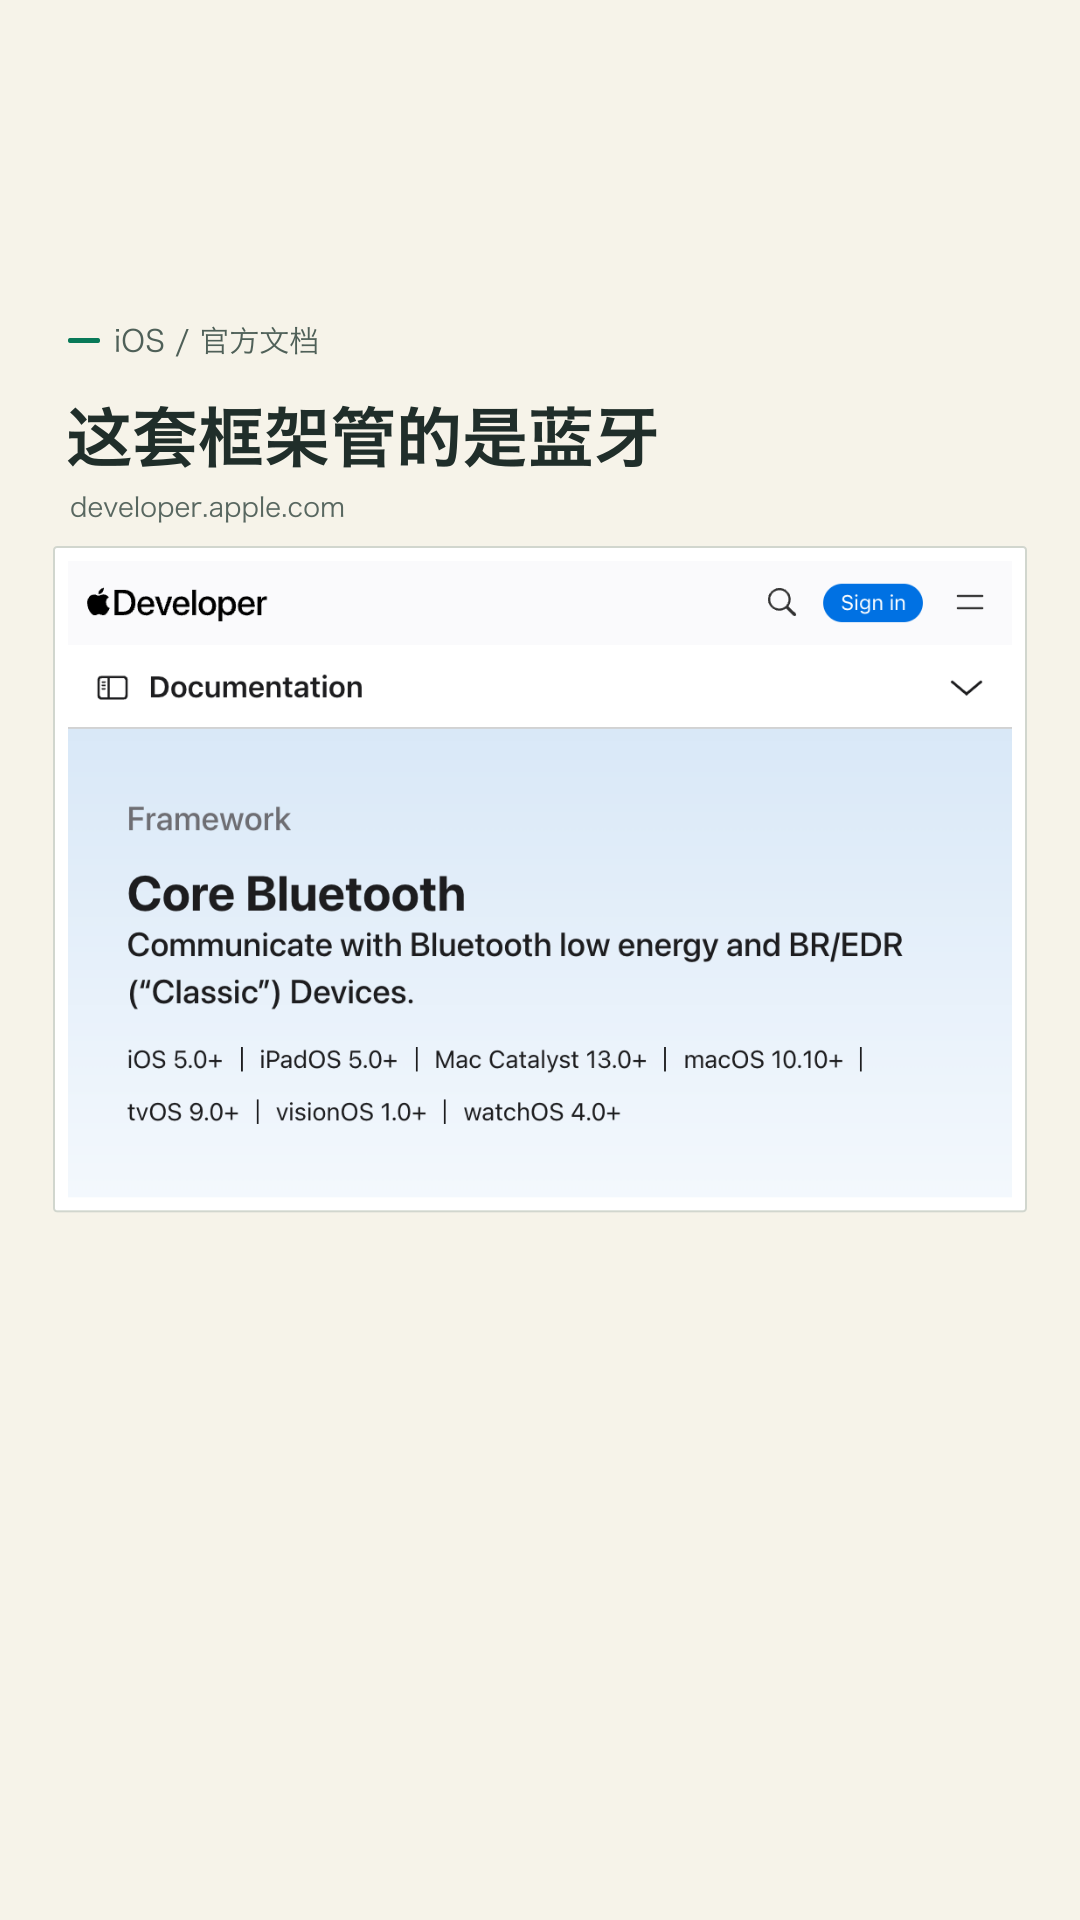 iOS / 官方文档
这套框架管的是蓝牙
developer.apple.com
Developer
Sign in
Documentation
Framework
Core Bluetooth
Communicate with Bluetooth low energy and BR/EDR
(“Classic”) Devices.
iOS 5.0+ | iPadOS 5.0+ | Mac Catalyst 13.0+ | macOS 10.10+ |
tvOS 9.0+ | visionOS 1.0+ | watchOS 4.0+